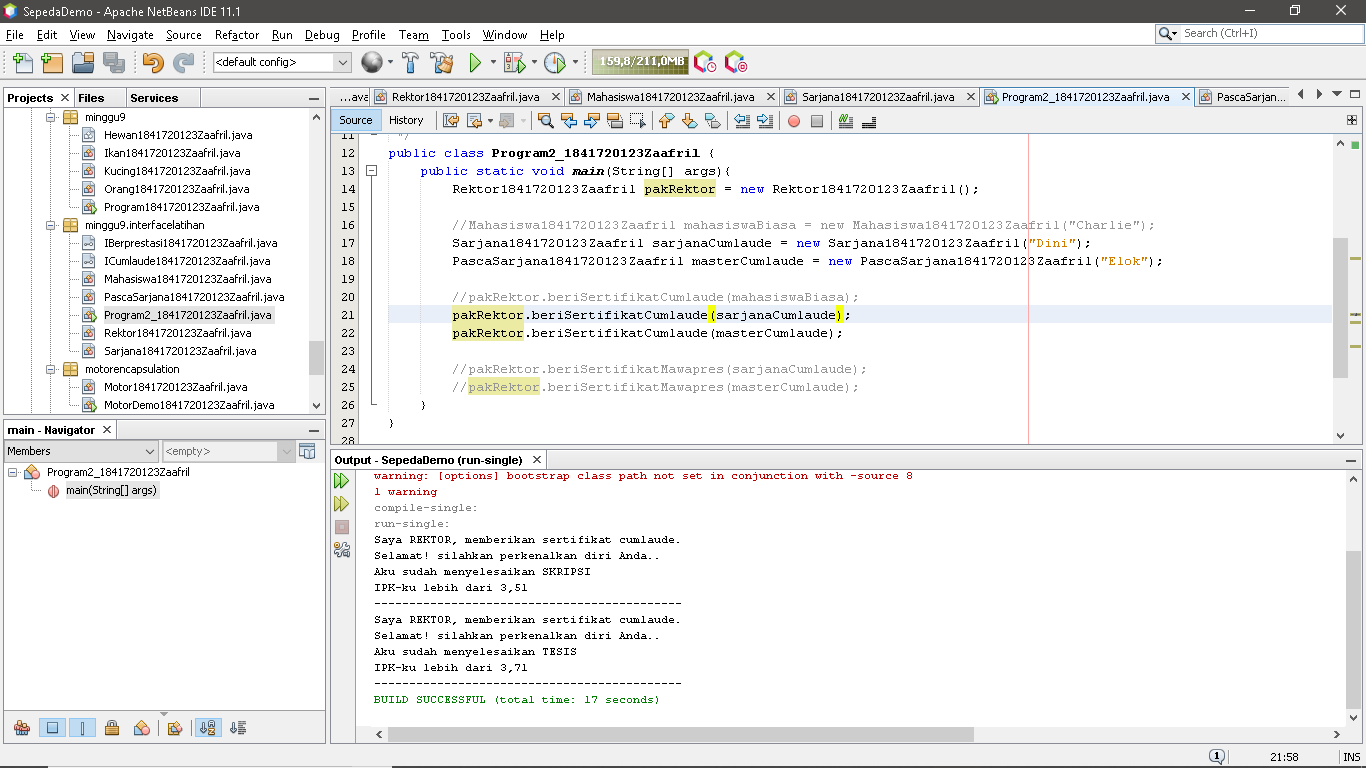 SepedaDemo - Apache NetBeans IDE 11.1
File Edit View Navigate Source Refactor Run Debug Profile Team Tools Window Help
Search (Ctrl+I)
<default config>
159,8/211,0MB
Projects Files Services
minggu9
Hewan1841720123Zaafril.java
Ikan1841720123Zaafril.java
Kucing1841720123Zaafril.java
Orang1841720123Zaafril.java
Program1841720123Zaafril.java
minggu9.interfacelatihan
IBerprestasi1841720123Zaafril.java
ICumlaude1841720123Zaafril.java
Mahasiswa1841720123Zaafril.java
PascaSarjana1841720123Zaafril.java
Program2_1841720123Zaafril.java
Rektor1841720123Zaafril.java
Sarjana1841720123Zaafril.java
motorencapsulation
Motor1841720123Zaafril.java
MotorDemo1841720123Zaafril.java
main - Navigator
Members <empty>
Program2_1841720123Zaafril
main(String[] args)
...ava Rektor1841720123Zaafril.java Mahasiswa1841720123Zaafril.java Sarjana1841720123Zaafril.java Program2_1841720123Zaafril.java PascaSarjan...
Source History
11 */
12 public class Program2_1841720123Zaafril {
13 public static void main(String[] args){
14 Rektor1841720123Zaafril pakRektor = new Rektor1841720123Zaafril();
15
16 //Mahasiswa1841720123Zaafril mahasiswaBiasa = new Mahasiswa1841720123Zaafril("Charlie");
17 Sarjana1841720123Zaafril sarjanaCumlaude = new Sarjana1841720123Zaafril("Dini");
18 PascaSarjana1841720123Zaafril masterCumlaude = new PascaSarjana1841720123Zaafril("Elok");
19
20 //pakRektor.beriSertifikatCumlaude(mahasiswaBiasa);
21 pakRektor.beriSertifikatCumlaude(sarjanaCumlaude);
22 pakRektor.beriSertifikatCumlaude(masterCumlaude);
23
24 //pakRektor.beriSertifikatMawapres(sarjanaCumlaude);
25 //pakRektor.beriSertifikatMawapres(masterCumlaude);
26 }
27 }
28
Output - SepedaDemo (run-single)
warning: [options] bootstrap class path not set in conjunction with -source 8
1 warning
compile-single:
run-single:
Saya REKTOR, memberikan sertifikat cumlaude.
Selamat! silahkan perkenalkan diri Anda..
Aku sudah menyelesaikan SKRIPSI
IPK-ku lebih dari 3,51
--------------------------------------------
Saya REKTOR, memberikan sertifikat cumlaude.
Selamat! silahkan perkenalkan diri Anda..
Aku sudah menyelesaikan TESIS
IPK-ku lebih dari 3,71
--------------------------------------------
BUILD SUCCESSFUL (total time: 17 seconds)
1 21:58 INS